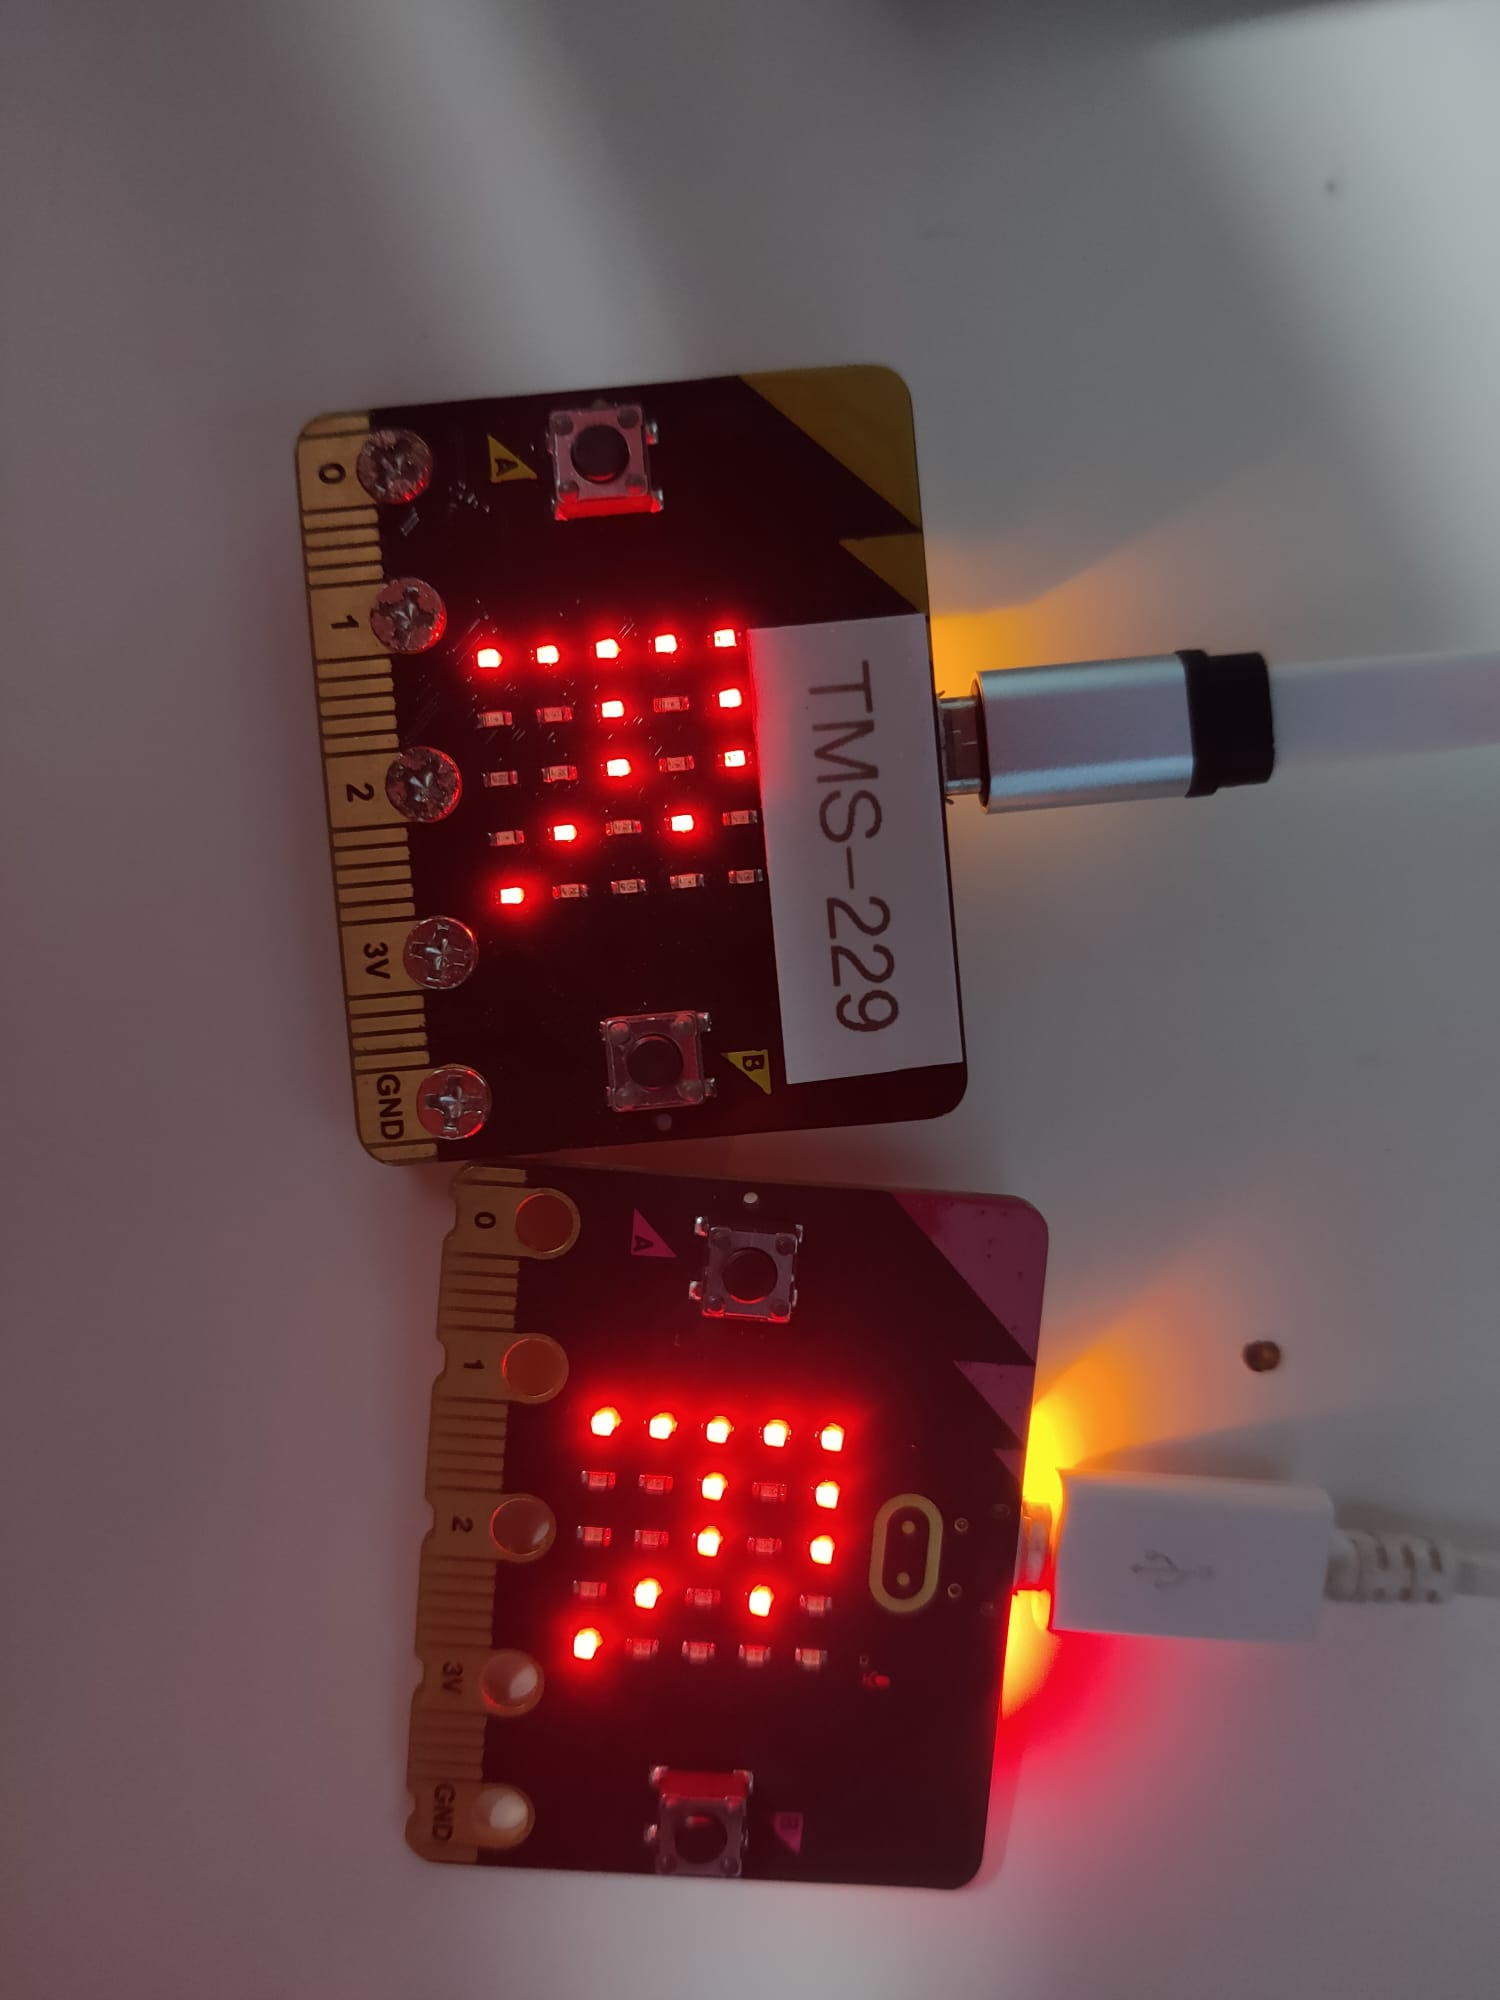 TMS-229
A R B
0 1 2 3V GND
A R B
0 1 2 3V GND